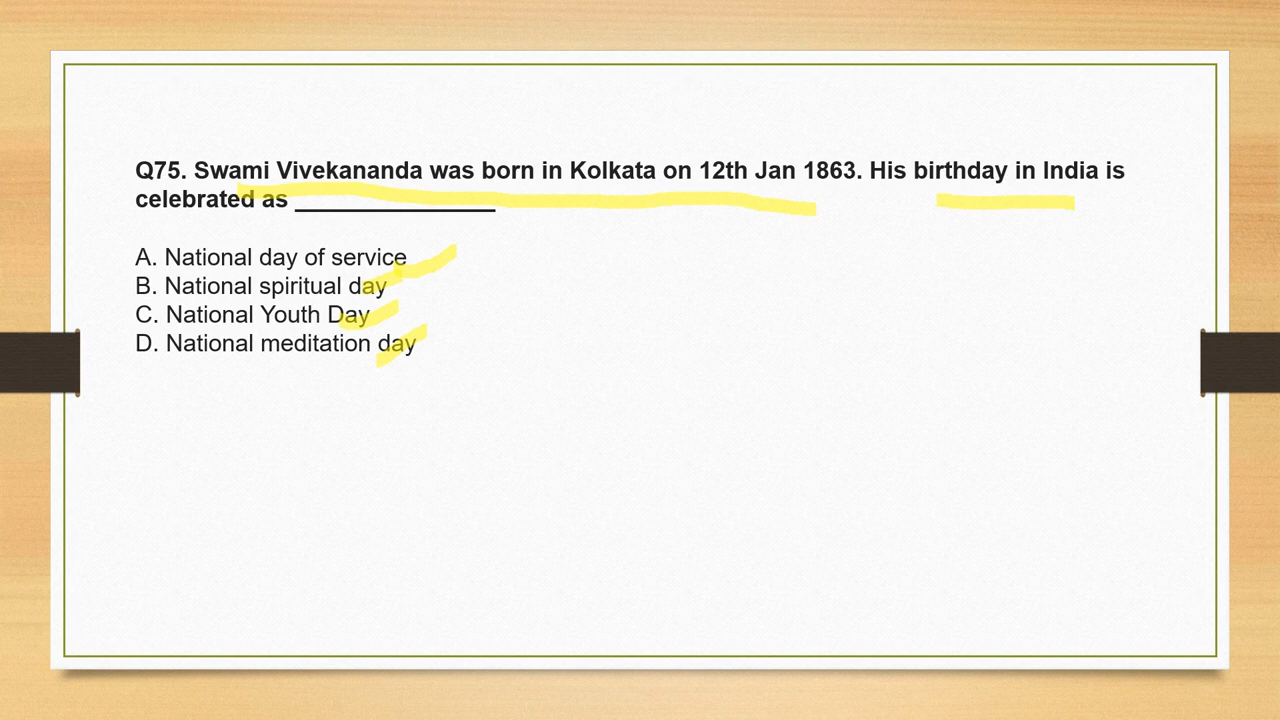 Q75. Swami Vivekananda was born in Kolkata on 12th Jan 1863. His birthday in India is
celebrated as _______________
A. National day of service
B. National spiritual day
C. National Youth Day
D. National meditation day